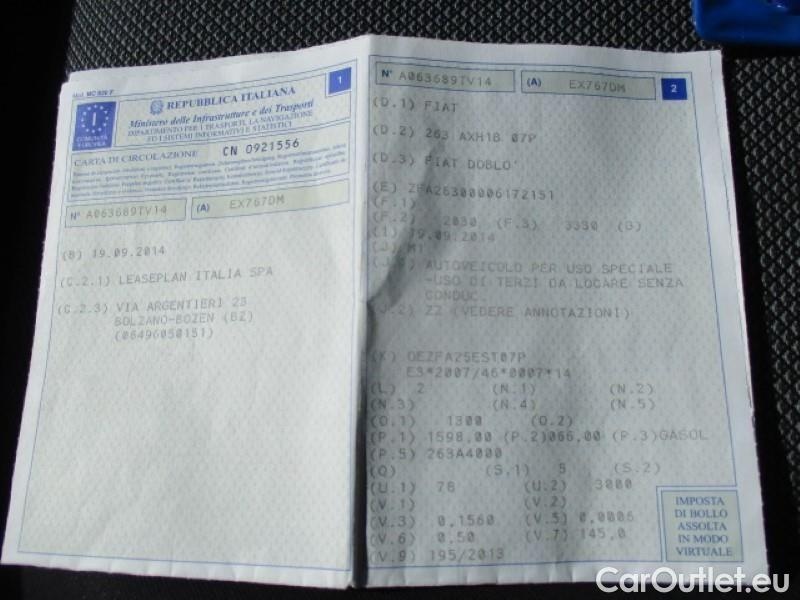 Mod. MC 820 F
1
I
COMUNITÀ
EUROPEA
REPUBBLICA ITALIANA
Ministero delle Infrastrutture e dei Trasporti
DIPARTIMENTO PER I TRASPORTI, LA NAVIGAZIONE
ED I SISTEMI INFORMATIVI E STATISTICI
CARTA DI CIRCOLAZIONE CN 0921556
N° A063689TV14 (A) EX767DM
(B) 19.09.2014
(C.2.1) LEASEPLAN ITALIA SPA
(C.2.3) VIA ARGENTIERI 23
BOLZANO-BOZEN (BZ)
(06496050151)
N° A063689TV14 (A) EX767DM 2
(D.1) FIAT
(D.2) 263 AXH1B 07P
(D.3) FIAT DOBLO'
(E) ZFA26300006172151
(F.1)
(F.2) 2030 (F.3) 3330 (G)
(I) 19.09.2014
(J) M1
AUTOVEICOLO PER USO SPECIALE
-USO DI TERZI DA LOCARE SENZA
CONDUC.
(J.2) ZZ (VEDERE ANNOTAZIONI)
(K) OEZFA25EST07P
E3*2007/46*0007*14
(L) 2 (N.1) (N.2)
(N.3) (N.4) (N.5)
(O.1) 1300 (O.2)
(P.1) 1598,00 (P.2)066,00 (P.3)GASOL
(P.5) 263A4000
(Q) (S.1) 5 (S.2)
(U.1) 78 (U.2) 3000
(V.1) (V.2)
(V.3) 0,1560 (V.5) 0,0006
(V.6) 0,50 (V.7) 145,0
(V.9) 195/2013
IMPOSTA
DI BOLLO
ASSOLTA
IN MODO
VIRTUALE
CarOutlet.eu